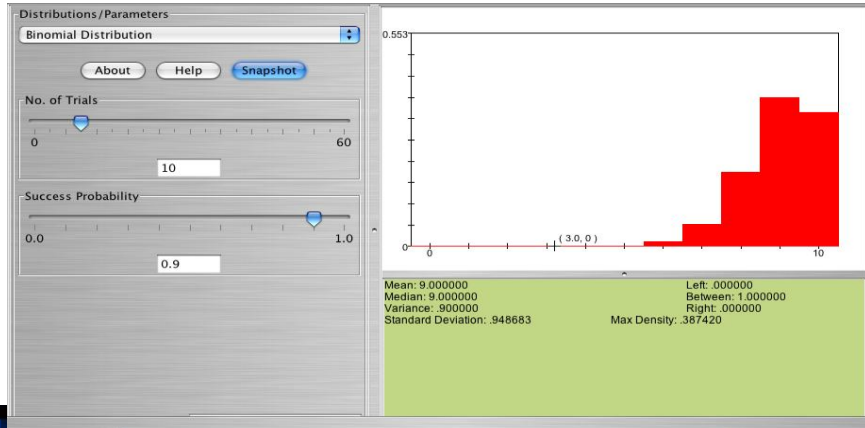 Distributions/Parameters
Binomial Distribution
About Help Snapshot
No. of Trials
0 60
10
Success Probability
0.0 1.0
0.9
0.553
0
( 3.0, 0 )
0 10
Mean: 9.000000 Left: .000000
Median: 9.000000 Between: 1.000000
Variance: .900000 Right: .000000
Standard Deviation: .948683 Max Density: .387420